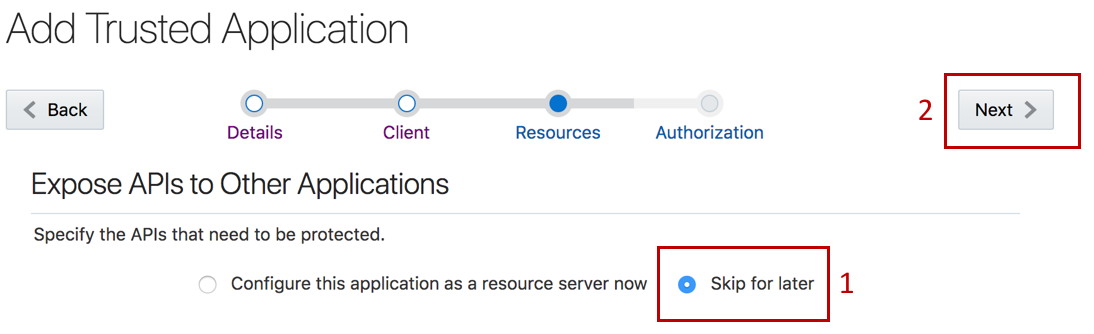 Add Trusted Application
Back
2
Next
Details
Client
Resources
Authorization
Expose APIs to Other Applications
Specify the APIs that need to be protected.
Configure this application as a resource server now
Skip for later
1